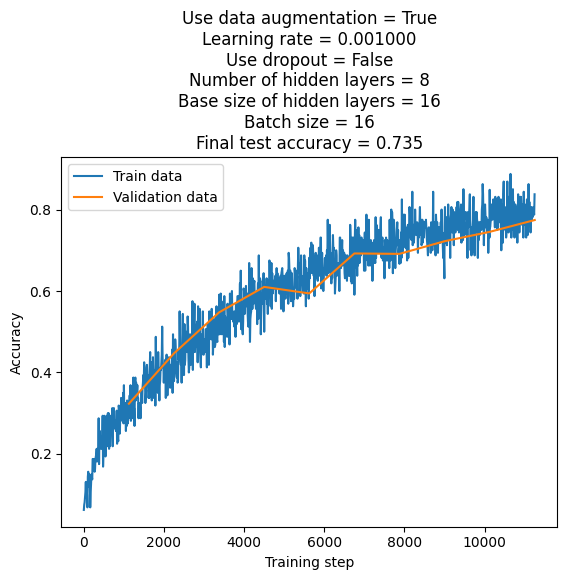 Use data augmentation = True
Learning rate = 0.001000
Use dropout = False
Number of hidden layers = 8
Base size of hidden layers = 16
Batch size = 16
Final test accuracy = 0.735
Train data
Validation data
0.8
0.6
0.4
0.2
Accuracy
0 2000 4000 6000 8000 10000
Training step